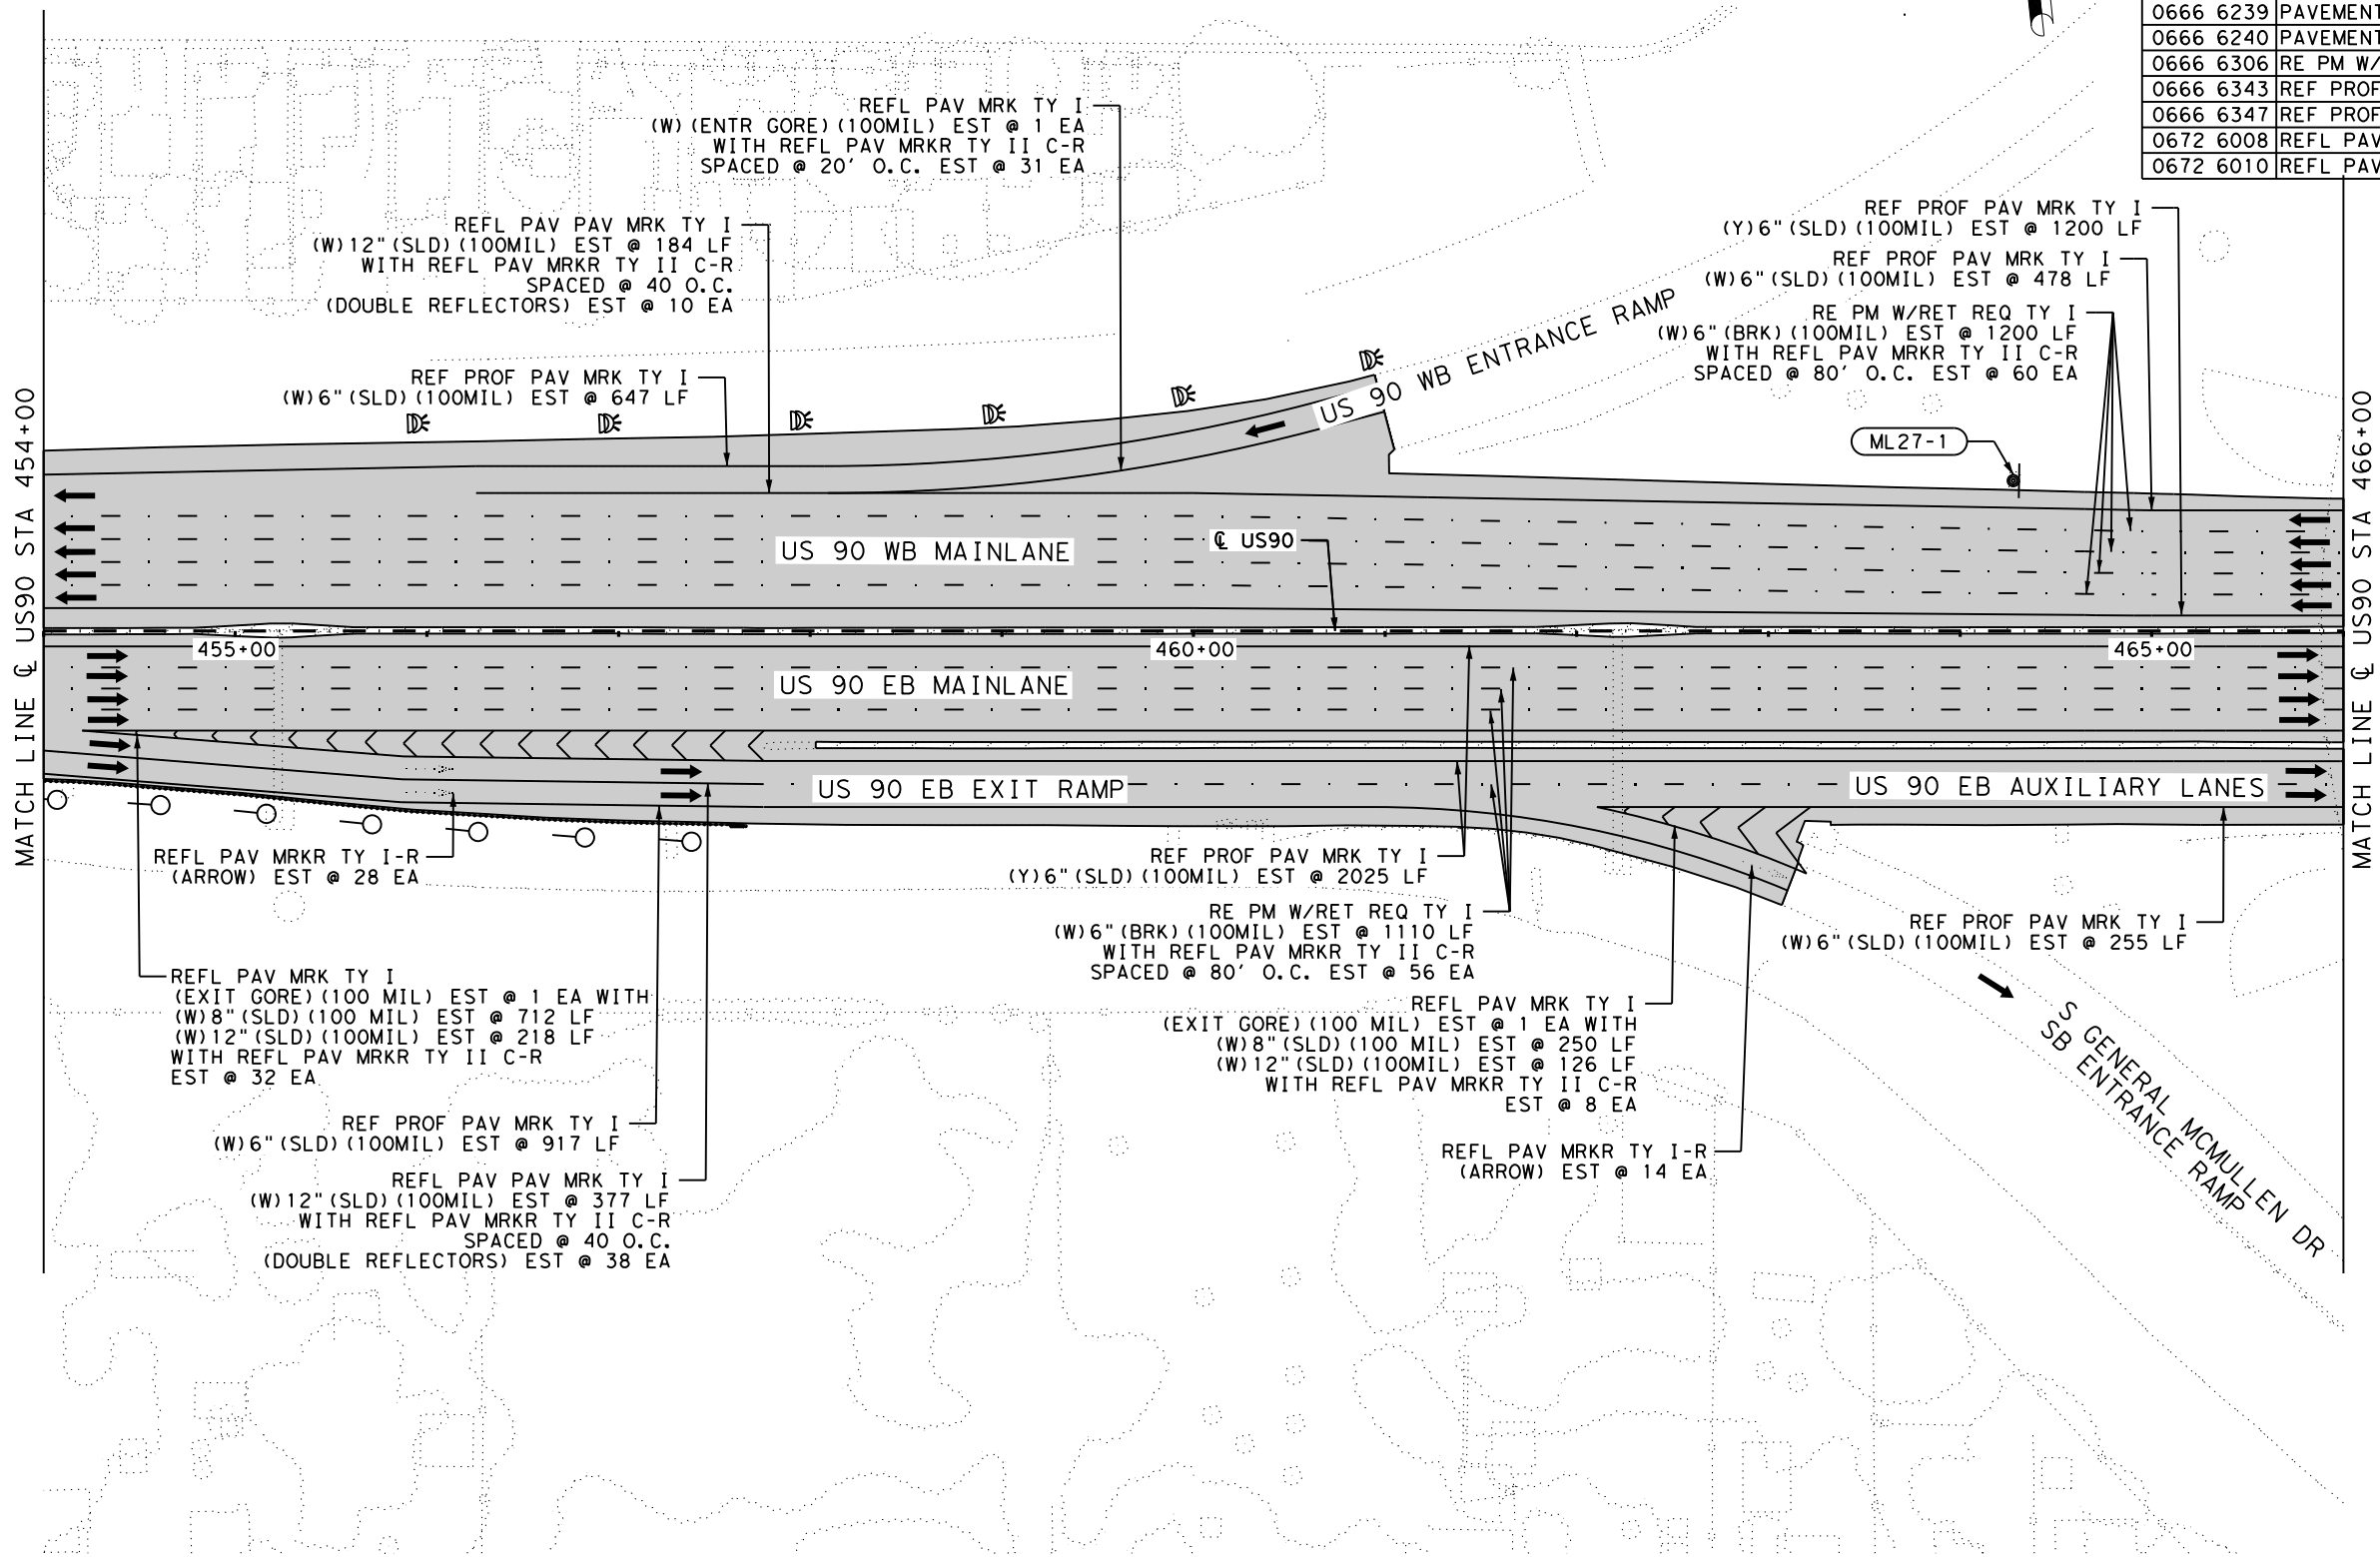 0666 6239 PAVEMENT
0666 6240 PAVEMENT
0666 6306 RE PM W/
0666 6343 REF PROF
0666 6347 REF PROF
0672 6008 REFL PAV
0672 6010 REFL PAV
REFL PAV MRK TY I
(W)(ENTR GORE)(100MIL) EST @ 1 EA
WITH REFL PAV MRKR TY II C-R
SPACED @ 20' O.C. EST @ 31 EA
REFL PAV PAV MRK TY I
(W)12"(SLD)(100MIL) EST @ 184 LF
WITH REFL PAV MRKR TY II C-R
SPACED @ 40 O.C.
(DOUBLE REFLECTORS) EST @ 10 EA
REF PROF PAV MRK TY I
(Y)6"(SLD)(100MIL) EST @ 1200 LF
REF PROF PAV MRK TY I
(W)6"(SLD)(100MIL) EST @ 478 LF
RE PM W/RET REQ TY I
(W)6"(BRK)(100MIL) EST @ 1200 LF
WITH REFL PAV MRKR TY II C-R
SPACED @ 80' O.C. EST @ 60 EA
REF PROF PAV MRK TY I
(W)6"(SLD)(100MIL) EST @ 647 LF
US 90 WB ENTRANCE RAMP
ML27-1
MATCH LINE ℄ US90 STA 454+00
MATCH LINE ℄ US90 STA 466+00
US 90 WB MAINLANE
℄ US90
455+00
460+00
465+00
US 90 EB MAINLANE
US 90 EB EXIT RAMP
US 90 EB AUXILIARY LANES
REFL PAV MRKR TY I-R
(ARROW) EST @ 28 EA
REF PROF PAV MRK TY I
(Y)6"(SLD)(100MIL) EST @ 2025 LF
RE PM W/RET REQ TY I
(W)6"(BRK)(100MIL) EST @ 1110 LF
WITH REFL PAV MRKR TY II C-R
SPACED @ 80' O.C. EST @ 56 EA
REF PROF PAV MRK TY I
(W)6"(SLD)(100MIL) EST @ 255 LF
REFL PAV MRK TY I
(EXIT GORE)(100 MIL) EST @ 1 EA WITH
(W)8"(SLD)(100 MIL) EST @ 712 LF
(W)12"(SLD)(100MIL) EST @ 218 LF
WITH REFL PAV MRKR TY II C-R
EST @ 32 EA
REFL PAV MRK TY I
(EXIT GORE)(100 MIL) EST @ 1 EA WITH
(W)8"(SLD)(100 MIL) EST @ 250 LF
(W)12"(SLD)(100MIL) EST @ 126 LF
WITH REFL PAV MRKR TY II C-R
EST @ 8 EA
S GENERAL MCMULLEN DR
SB ENTRANCE RAMP
REF PROF PAV MRK TY I
(W)6"(SLD)(100MIL) EST @ 917 LF
REFL PAV MRKR TY I-R
(ARROW) EST @ 14 EA
REFL PAV PAV MRK TY I
(W)12"(SLD)(100MIL) EST @ 377 LF
WITH REFL PAV MRKR TY II C-R
SPACED @ 40 O.C.
(DOUBLE REFLECTORS) EST @ 38 EA